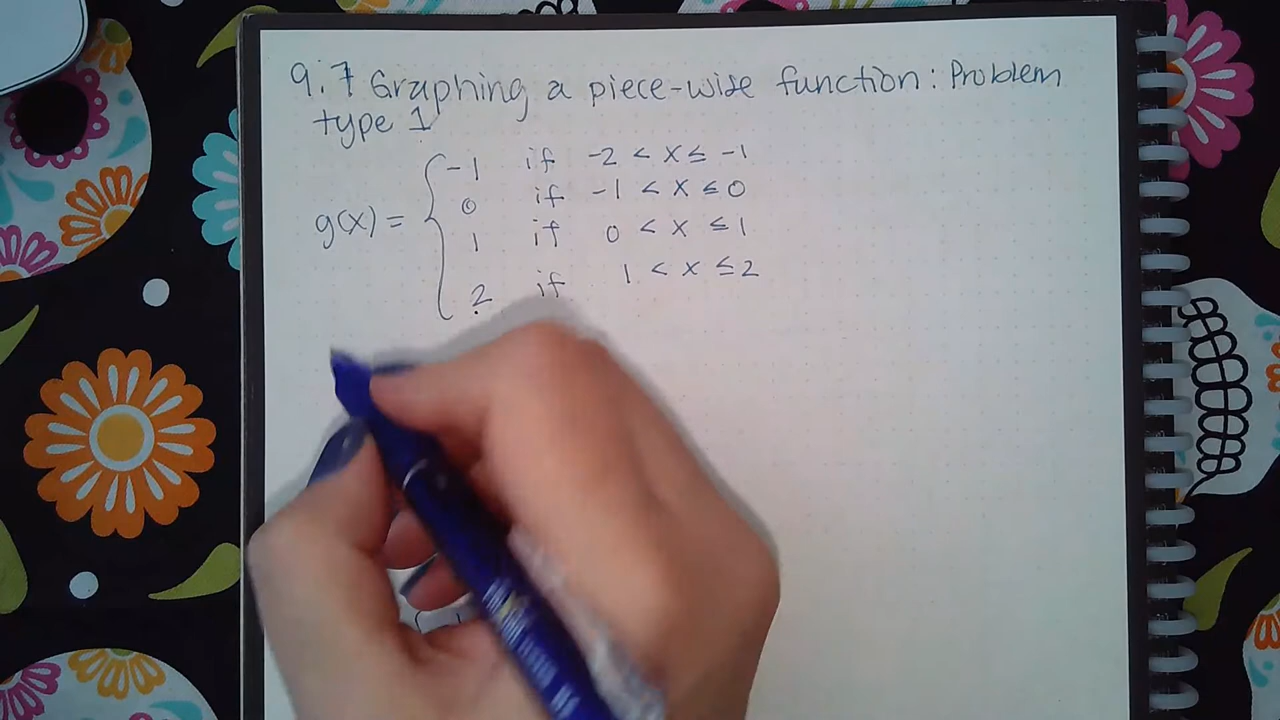 9.7 Graphing a piece-wise function: Problem
type 1
-1 if -2 < x ≤ -1
0 if -1 < x ≤ 0
g(x) =
1 if 0 < x ≤ 1
2 if 1 < x ≤ 2